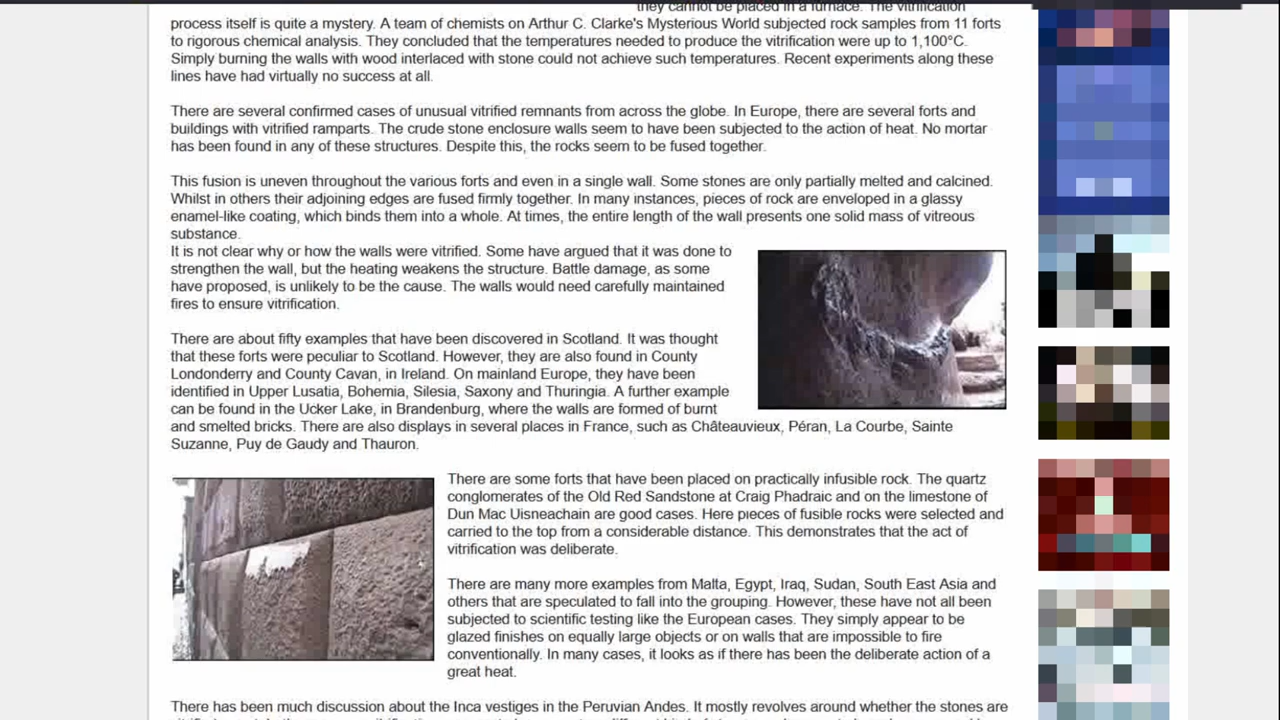 they cannot be placed in a furnace. The vitrification
process itself is quite a mystery. A team of chemists on Arthur C. Clarke's Mysterious World subjected rock samples from 11 forts
to rigorous chemical analysis. They concluded that the temperatures needed to produce the vitrification were up to 1,100°C.
Simply burning the walls with wood interlaced with stone could not achieve such temperatures. Recent experiments along these
lines have had virtually no success at all.
There are several confirmed cases of unusual vitrified remnants from across the globe. In Europe, there are several forts and
buildings with vitrified ramparts. The crude stone enclosure walls seem to have been subjected to the action of heat. No mortar
has been found in any of these structures. Despite this, the rocks seem to be fused together.
This fusion is uneven throughout the various forts and even in a single wall. Some stones are only partially melted and calcined.
Whilst in others their adjoining edges are fused firmly together. In many instances, pieces of rock are enveloped in a glassy
enamel-like coating, which binds them into a whole. At times, the entire length of the wall presents one solid mass of vitreous
substance.
It is not clear why or how the walls were vitrified. Some have argued that it was done to
strengthen the wall, but the heating weakens the structure. Battle damage, as some
have proposed, is unlikely to be the cause. The walls would need carefully maintained
fires to ensure vitrification.
There are about fifty examples that have been discovered in Scotland. It was thought
that these forts were peculiar to Scotland. However, they are also found in County
Londonderry and County Cavan, in Ireland. On mainland Europe, they have been
identified in Upper Lusatia, Bohemia, Silesia, Saxony and Thuringia. A further example
can be found in the Ucker Lake, in Brandenburg, where the walls are formed of burnt
and smelted bricks. There are also displays in several places in France, such as Châteauvieux, Péran, La Courbe, Sainte
Suzanne, Puy de Gaudy and Thauron.
There are some forts that have been placed on practically infusible rock. The quartz
conglomerates of the Old Red Sandstone at Craig Phadraic and on the limestone of
Dun Mac Uisneachain are good cases. Here pieces of fusible rocks were selected and
carried to the top from a considerable distance. This demonstrates that the act of
vitrification was deliberate.
There are many more examples from Malta, Egypt, Iraq, Sudan, South East Asia and
others that are speculated to fall into the grouping. However, these have not all been
subjected to scientific testing like the European cases. They simply appear to be
glazed finishes on equally large objects or on walls that are impossible to fire
conventionally. In many cases, it looks as if there has been the deliberate action of a
great heat.
There has been much discussion about the Inca vestiges in the Peruvian Andes. It mostly revolves around whether the stones are